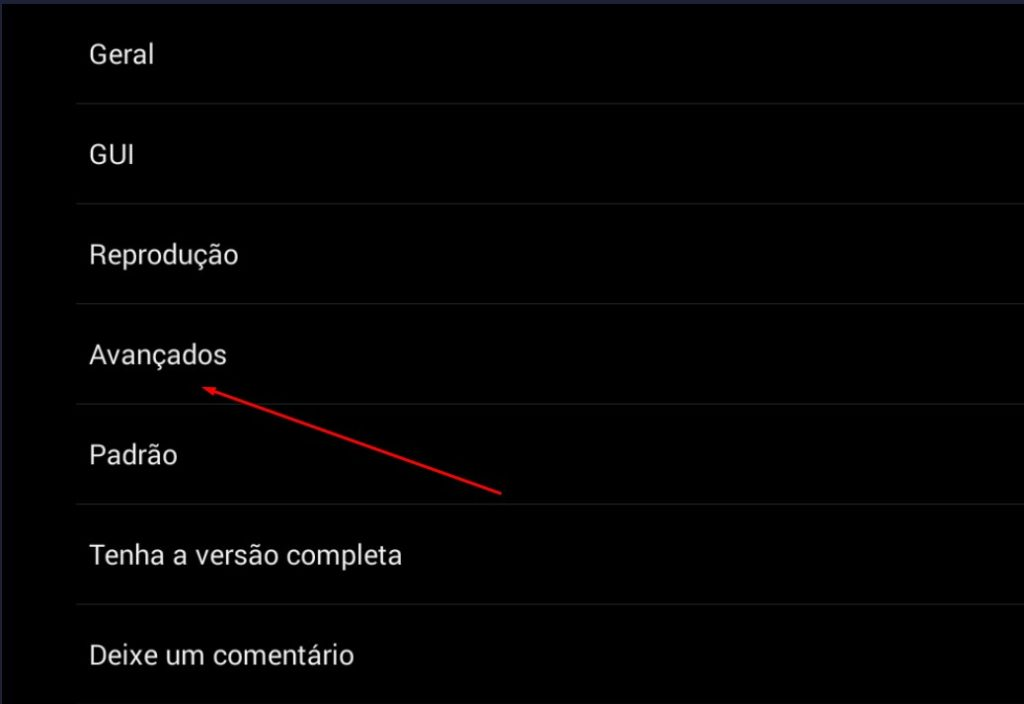 Geral
GUI
Reprodução
Avançados
Padrão
Tenha a versão completa
Deixe um comentário